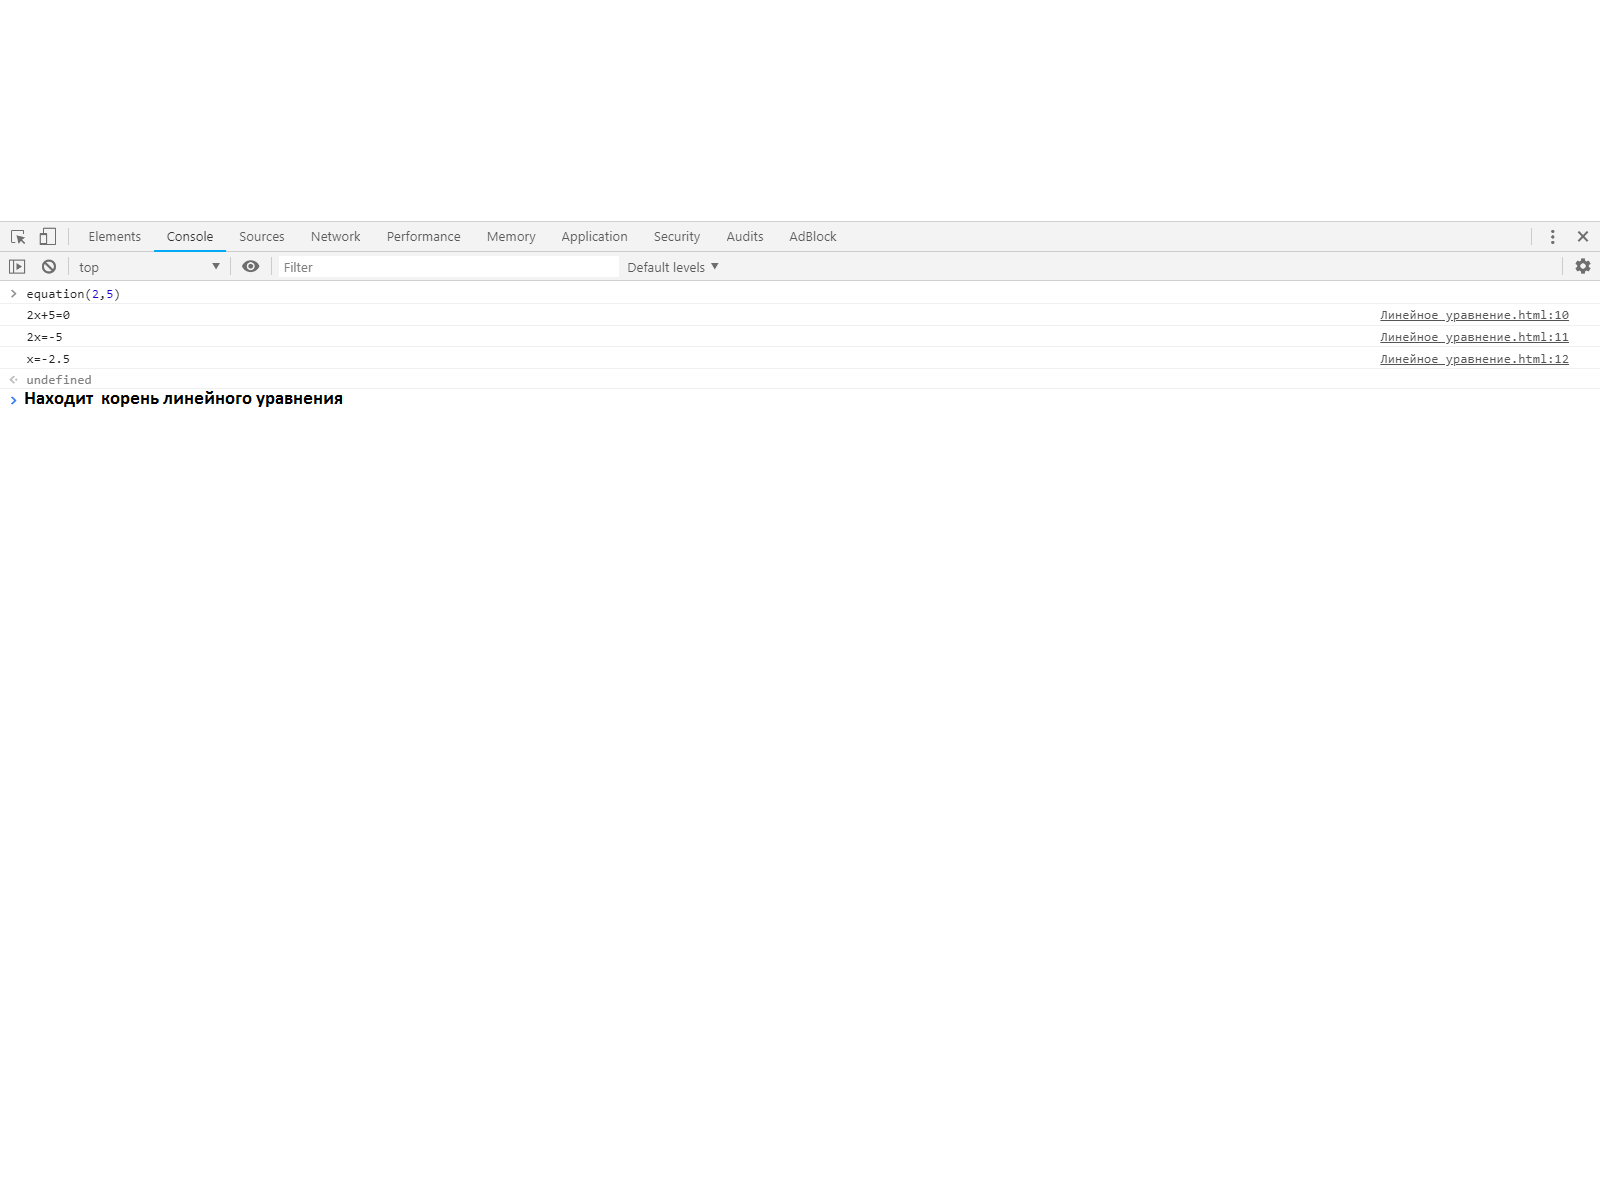 Elements Console Sources Network Performance Memory Application Security Audits AdBlock
top Filter Default levels
equation(2,5)
2x+5=0 Линейное уравнение.html:10
2x=-5 Линейное уравнение.html:11
x=-2.5 Линейное уравнение.html:12
undefined
Находит корень линейного уравнения